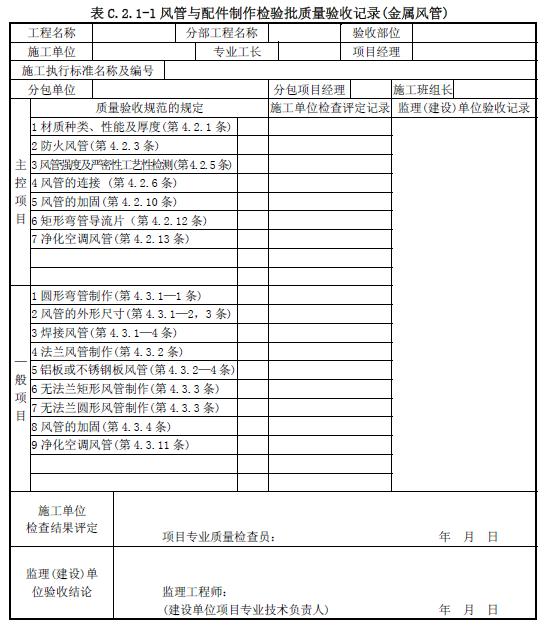 表 C.2.1-1 风管与配件制作检验批质量验收记录(金属风管)
工程名称 分部工程名称 验收部位
施工单位 专业工长 项目经理
施工执行标准名称及编号
分包单位 分包项目经理 施工班组长
质量验收规范的规定 施工单位检查评定记录 监理(建设)单位验收记录
主控项目
1 材质种类、性能及厚度(第 4.2.1 条)
2 防火风管(第 4.2.3 条)
3 风管强度及严密性工艺性检测(第 4.2.5 条)
4 风管的连接 (第 4.2.6 条)
5 风管的加固(第 4.2.10 条)
6 矩形弯管导流片 (第 4.2.12 条)
7 净化空调风管(第 4.2.13 条)
一般项目
1 圆形弯管制作(第 4.3.1—1 条)
2 风管的外形尺寸(第 4.3.1—2, 3 条)
3 焊接风管(第 4.3.1—4 条)
4 法兰风管制作(第 4.3.2 条)
5 铝板或不锈钢板风管(第 4.3.2—4 条)
6 无法兰矩形风管制作(第 4.3.3 条)
7 无法兰圆形风管制作(第 4.3.3 条)
8 风管的加固(第 4.3.4 条)
9 净化空调风管(第 4.3.11 条)
施工单位
检查结果评定
项目专业质量检查员: 年 月 日
监理(建设)单
位验收结论
监理工程师:
(建设单位项目专业技术负责人) 年 月 日